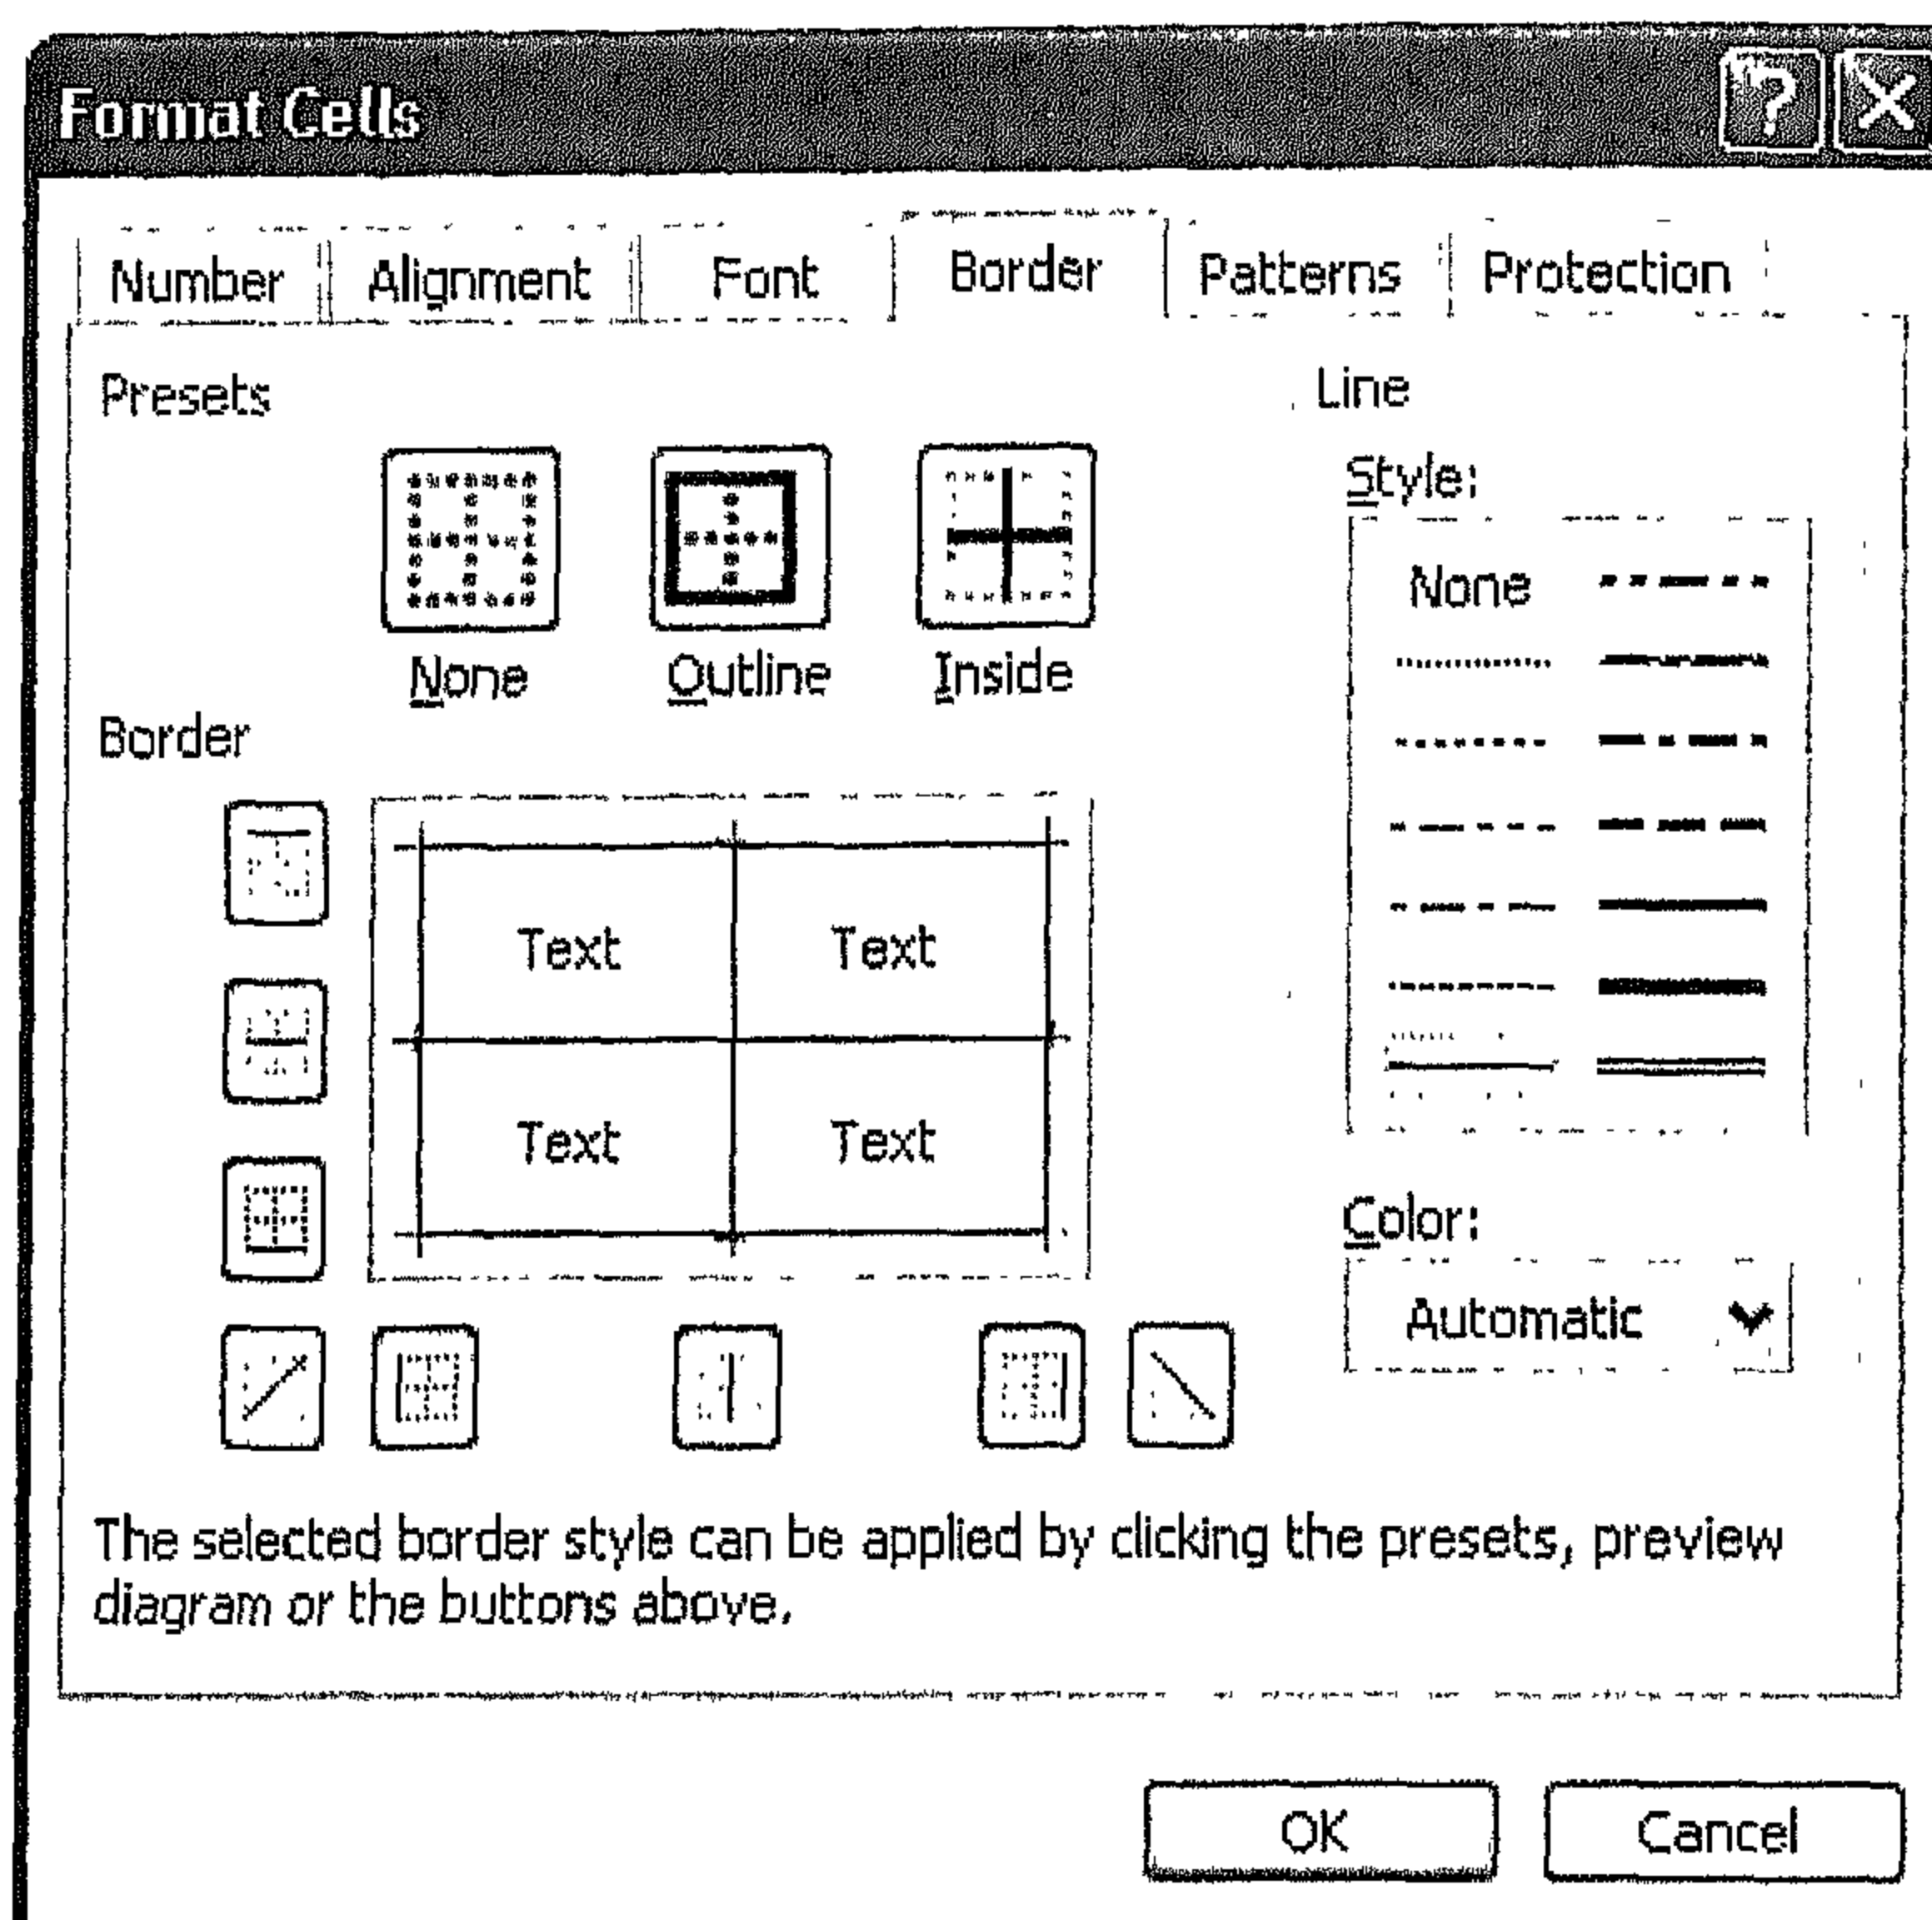 Format Cells
Number Alignment Font Border Patterns Protection
Presets
None Outline Inside
Border
Text Text
Text Text
Line
Style:
None
Color:
Automatic
The selected border style can be applied by clicking the presets, preview
diagram or the buttons above.
OK Cancel